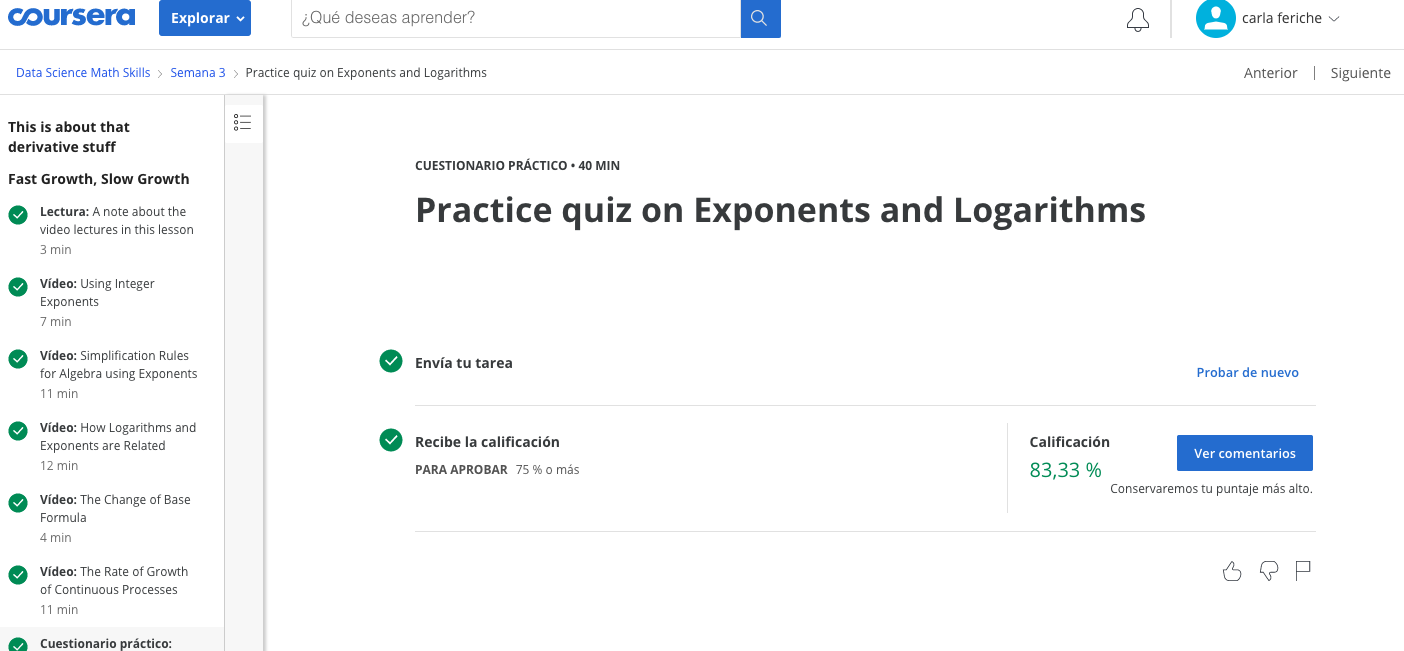 coursera
Explorar
¿Qué deseas aprender?
carla feriche
Data Science Math Skills
Semana 3
Practice quiz on Exponents and Logarithms
Anterior
Siguiente
This is about that
derivative stuff
Fast Growth, Slow Growth
Lectura: A note about the
video lectures in this lesson
3 min
Vídeo: Using Integer
Exponents
7 min
Vídeo: Simplification Rules
for Algebra using Exponents
11 min
Vídeo: How Logarithms and
Exponents are Related
12 min
Vídeo: The Change of Base
Formula
4 min
Vídeo: The Rate of Growth
of Continuous Processes
11 min
Cuestionario práctico:
CUESTIONARIO PRÁCTICO • 40 MIN
Practice quiz on Exponents and Logarithms
Envía tu tarea
Probar de nuevo
Recibe la calificación
PARA APROBAR 75 % o más
Calificación
83,33 %
Ver comentarios
Conservaremos tu puntaje más alto.